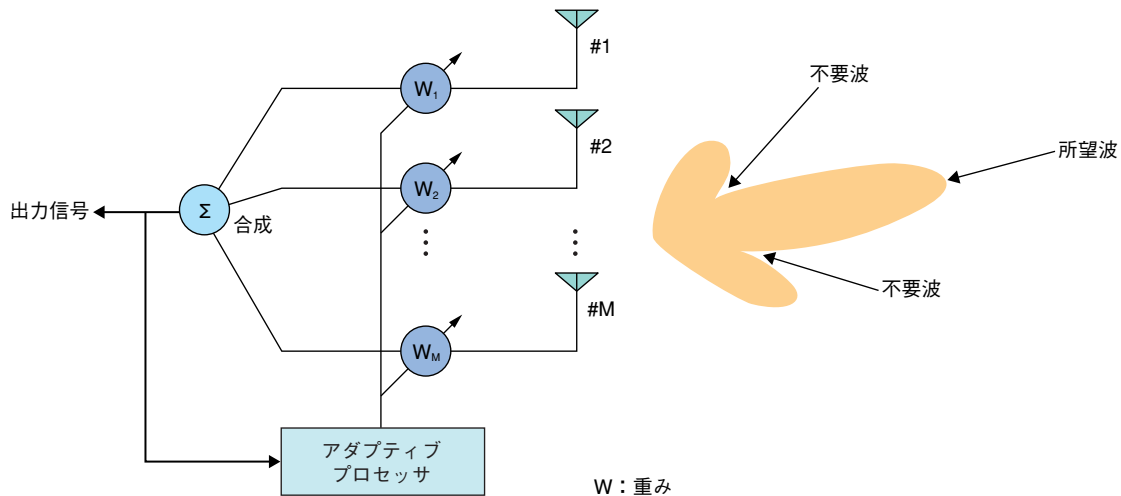 #1
W₁
不要波
#2
所望波
W₂
出力信号
Σ
合成
不要波
#M
W_M
アダプティブ
プロセッサ
W：重み